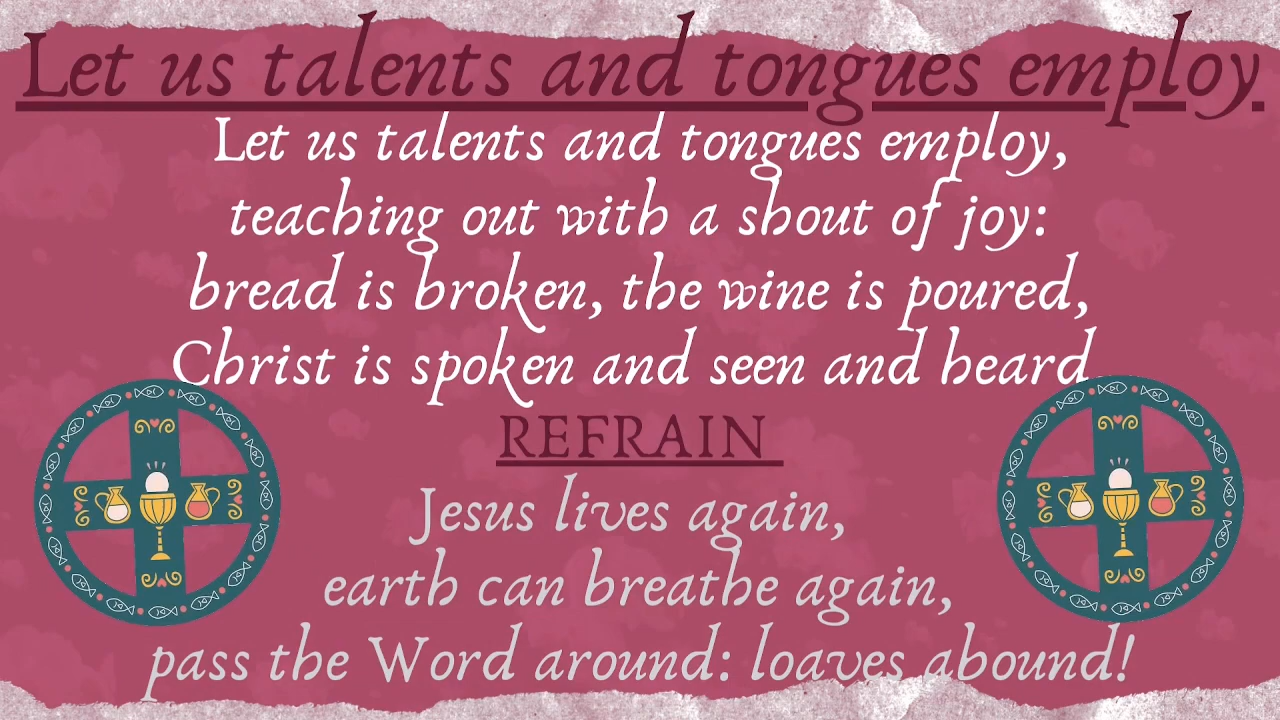 Let us talents and tongues employ.
Let us talents and tongues employ,
teaching out with a shout of joy:
bread is broken, the wine is poured,
Christ is spoken and seen and heard.
REFRAIN
Jesus lives again,
earth can breathe again,
pass the Word around: loaves abound!